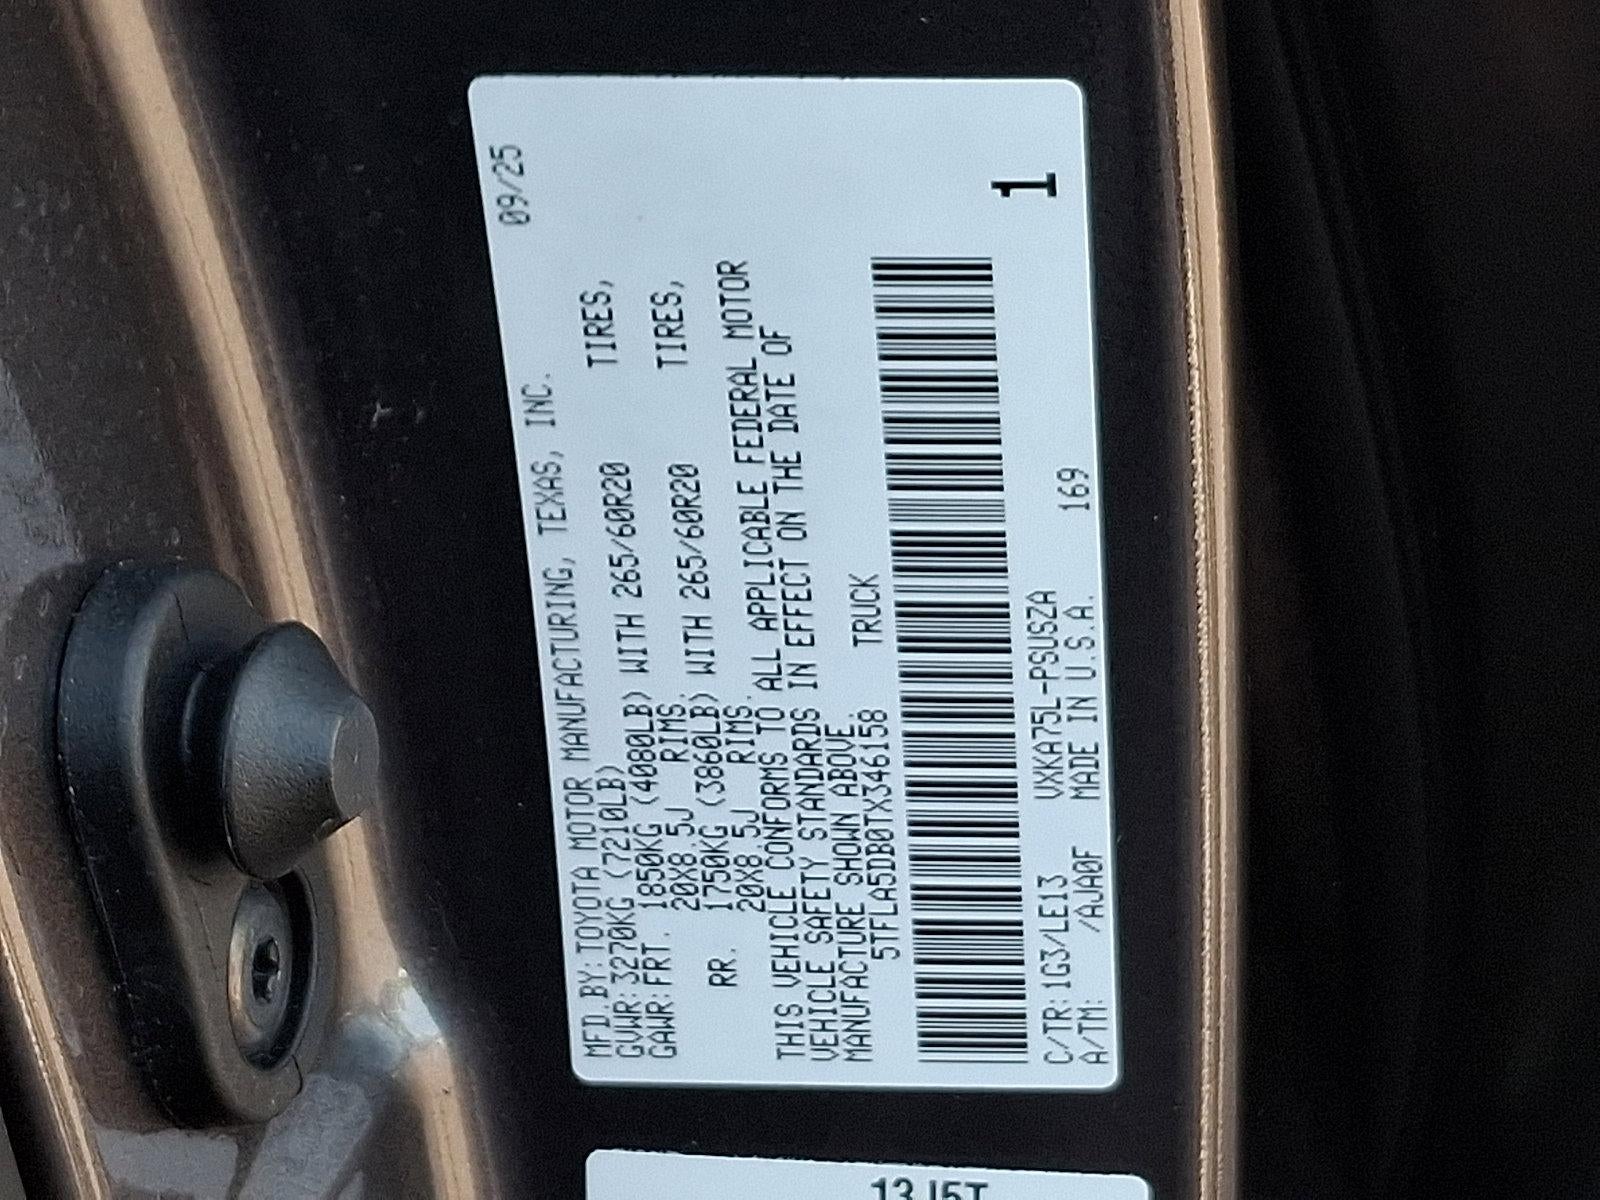 09/25
MFD.BY:TOYOTA MOTOR MANUFACTURING, TEXAS, INC.
GVWR:3270KG (7210LB)
GAWR:FRT. 1850KG (4080LB) WITH 265/60R20 TIRES,
20X8.5J RIMS.
RR. 1750KG (3860LB) WITH 265/60R20 TIRES,
20X8.5J RIMS.
THIS VEHICLE CONFORMS TO ALL APPLICABLE FEDERAL MOTOR
VEHICLE SAFETY STANDARDS IN EFFECT ON THE DATE OF
MANUFACTURE SHOWN ABOVE.
5TFLA5DB0TX346158 TRUCK
1
C/TR:1G3/LE13 VXKA75L-PSUSZA
A/TM: /AJA0F MADE IN U.S.A. 169